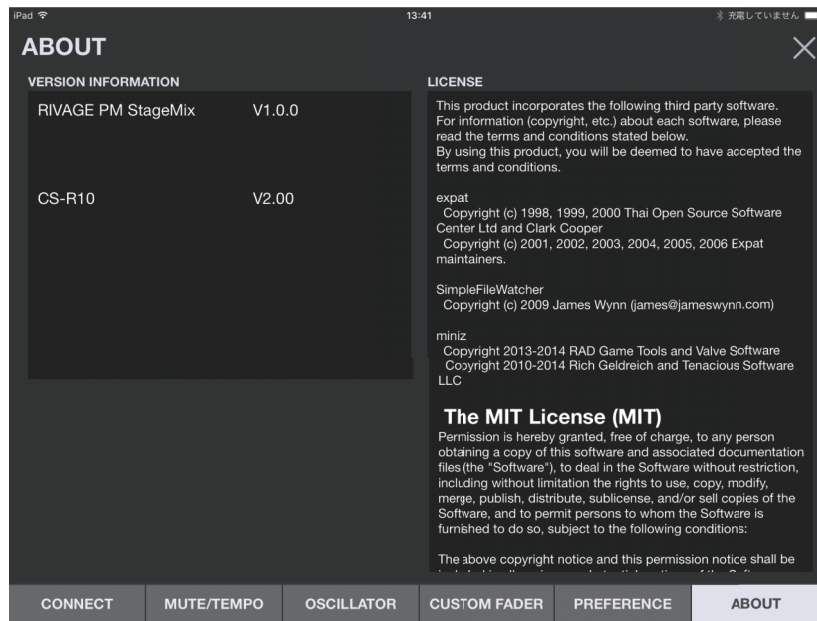 iPad 13:41 充電していません
ABOUT
VERSION INFORMATION
RIVAGE PM StageMix V1.0.0
CS-R10 V2.00
LICENSE
This product incorporates the following third party software.
For information (copyright, etc.) about each software, please
read the terms and conditions stated below.
By using this product, you will be deemed to have accepted the
terms and conditions.
expat
Copyright (c) 1998, 1999, 2000 Thai Open Source Software
Center Ltd and Clark Cooper
Copyright (c) 2001, 2002, 2003, 2004, 2005, 2006 Expat
maintainers.
SimpleFileWatcher
Copyright (c) 2009 James Wynn (james@jameswynn.com)
miniz
Copyright 2013-2014 RAD Game Tools and Valve Software
Copyright 2010-2014 Rich Geldreich and Tenacious Software
LLC
The MIT License (MIT)
Permission is hereby granted, free of charge, to any person
obtaining a copy of this software and associated documentation
files(the "Software"), to deal in the Software without restriction,
including without limitation the rights to use, copy, modify,
merge, publish, distribute, sublicense, and/or sell copies of the
Software, and to permit persons to whom the Software is
furnished to do so, subject to the following conditions:
The above copyright notice and this permission notice shall be
CONNECT MUTE/TEMPO OSCILLATOR CUSTOM FADER PREFERENCE ABOUT